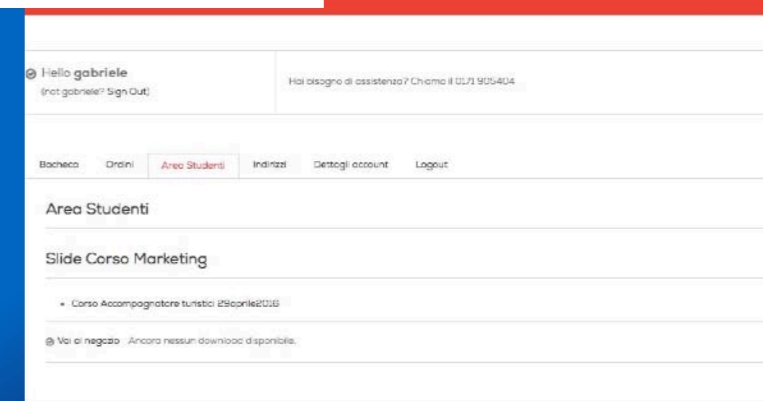 Hello gabriele
(not gabriele? Sign Out)
Hai bisogno di assistenza? Chiama il 0171 905404
Bacheca Ordini Area Studenti Indirizzi Dettagli account Logout
Area Studenti
Slide Corso Marketing
Corso Accompagnatore turistici 29aprile2016
Vai al negozio Ancora nessun download disponibile.